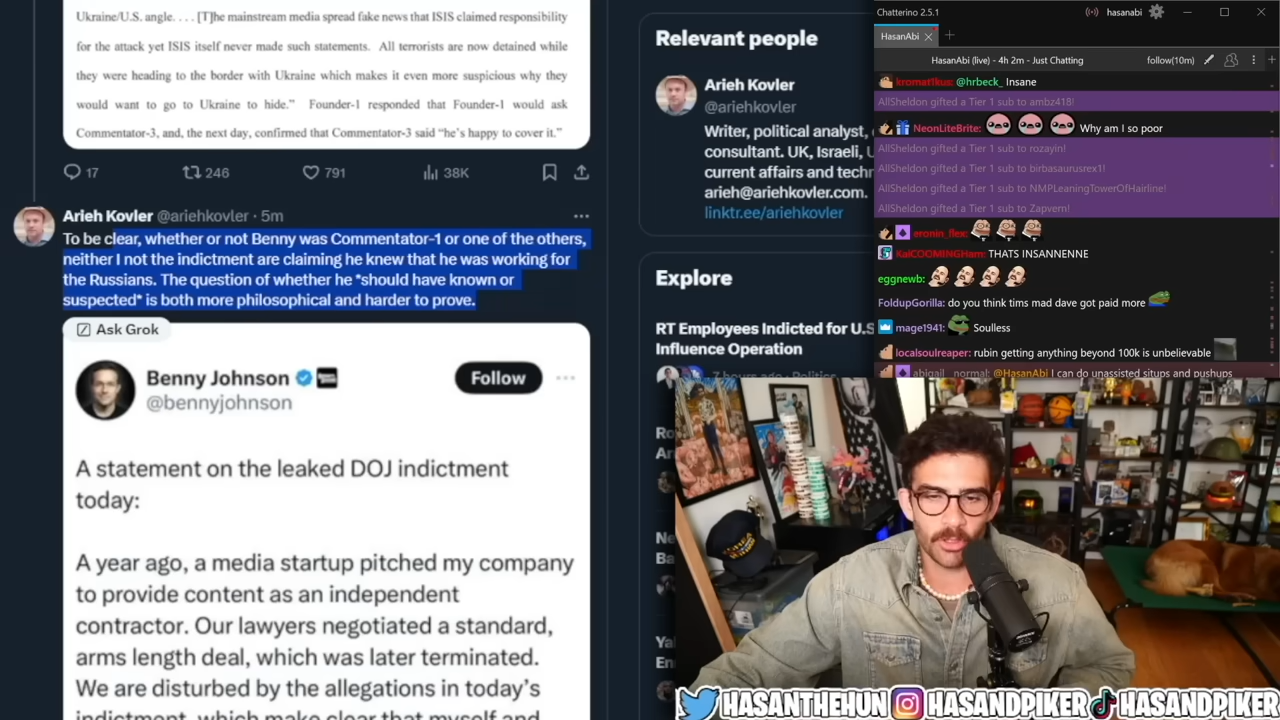 Ukraine/U.S. angle. . . . [T]he mainstream media spread fake news that ISIS claimed responsibility
for the attack yet ISIS itself never made such statements. All terrorists are now detained while
they were heading to the border with Ukraine which makes it even more suspicious why they
would want to go to Ukraine to hide.” Founder-1 responded that Founder-1 would ask
Commentator-3, and, the next day, confirmed that Commentator-3 said “he’s happy to cover it.”
17 246 791 38K
Arieh Kovler @ariehkovler · 5m
To be clear, whether or not Benny was Commentator-1 or one of the others,
neither I not the indictment are claiming he knew that he was working for
the Russians. The question of whether he *should have known or
suspected* is both more philosophical and harder to prove.
Ask Grok
Benny Johnson
Follow
@bennyjohnson
A statement on the leaked DOJ indictment
today:
A year ago, a media startup pitched my company
to provide content as an independent
contractor. Our lawyers negotiated a standard,
arms length deal, which was later terminated.
We are disturbed by the allegations in today’s
indictment, which make clear that myself and
Relevant people
Arieh Kovler
@ariehkovler
Writer, political analyst,
consultant. UK, Israeli,
current affairs and tech
arieh@ariehkovler.com.
linktr.ee/ariehkovler
Explore
RT Employees Indicted for U.S
Influence Operation
7 hours ago · Politics
Chatterino 2.5.1
hasanabi
HasanAbi
HasanAbi (live) - 4h 2m - Just Chatting
follow(10m)
kromat1kus: @hrbeck_ Insane
AllSheldon gifted a Tier 1 sub to ambz418!
NeonLiteBrite: Why am I so poor
AllSheldon gifted a Tier 1 sub to rozayin!
AllSheldon gifted a Tier 1 sub to birbasaurusrex1!
AllSheldon gifted a Tier 1 sub to NMPLeaningTowerOfHairline!
AllSheldon gifted a Tier 1 sub to Zapvern!
eronin_flex:
KalCOOMINGHam: THATS INSANNENNE
eggnewb:
FoldupGorilla: do you think tims mad dave got paid more
mage1941: Soulless
localsoulreaper: rubin getting anything beyond 100k is unbelievable
abigail__normal: @HasanAbi I can do unassisted situps and pushups
HASANTHEHUN HASANDPIKER HASANDPIKER